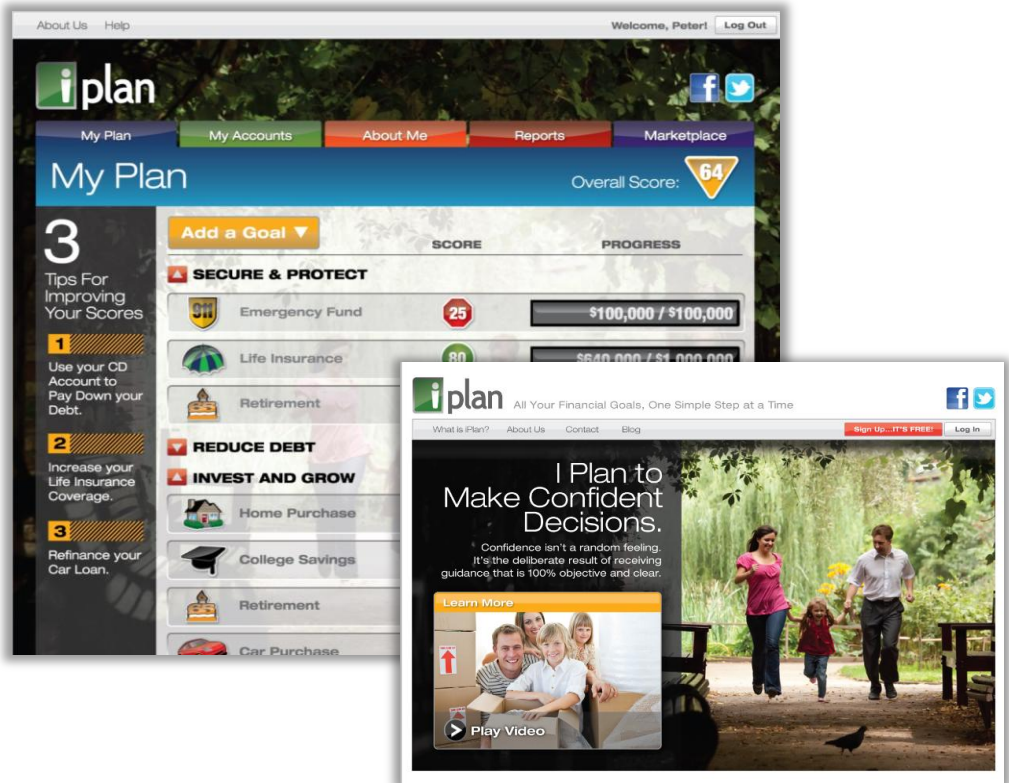 About Us Help Welcome, Peter! Log Out
i plan
f
My Plan My Accounts About Me Reports Marketplace
My Plan Overall Score: 64
3
Tips For
Improving
Your Scores
1
Use your CD
Account to
Pay Down your
Debt.
2
Increase your
Life Insurance
Coverage.
3
Refinance your
Car Loan.
Add a Goal ▼ SCORE PROGRESS
SECURE & PROTECT
911 Emergency Fund 25 $100,000 / $100,000
Life Insurance 80 $640,000 / $1,000,000
Retirement
REDUCE DEBT
INVEST AND GROW
Home Purchase
College Savings
Retirement
Car Purchase
i plan All Your Financial Goals, One Simple Step at a Time f
What is iPlan? About Us Contact Blog Sign Up...IT'S FREE! Log In
I Plan to
Make Confident
Decisions.
Confidence isn't a random feeling.
It's the deliberate result of receiving
guidance that is 100% objective and clear.
Learn More
Play Video